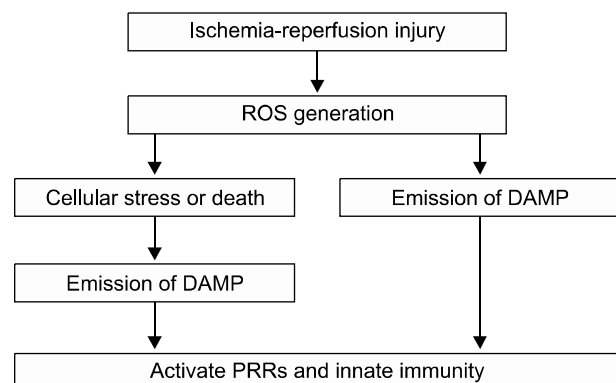 Ischemia-reperfusion injury
ROS generation
Cellular stress or death
Emission of DAMP
Emission of DAMP
Activate PRRs and innate immunity